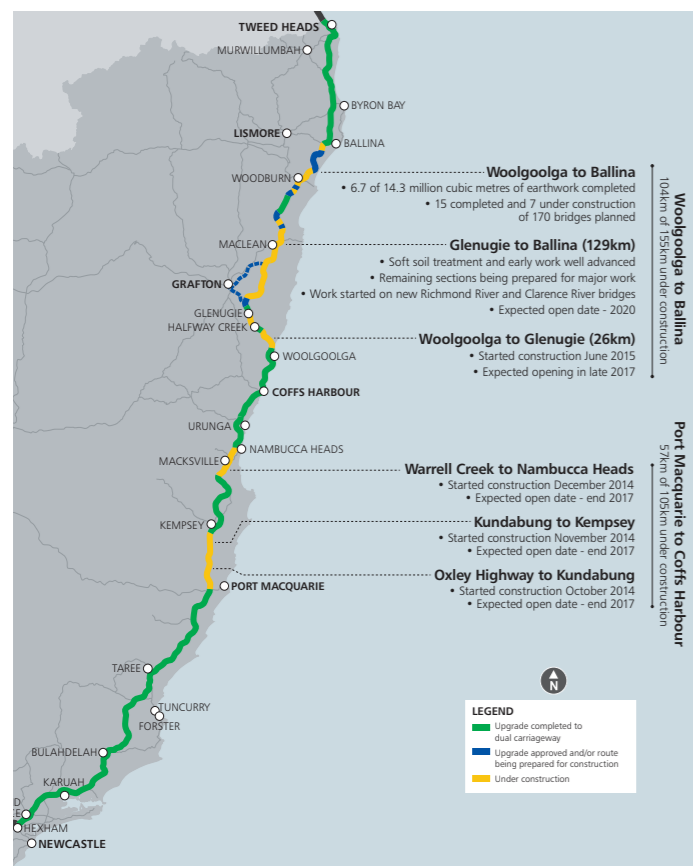 TWEED HEADS
MURWILLUMBAH
BYRON BAY
LISMORE
BALLINA
WOODBURN
Woolgoolga to Ballina
• 6.7 of 14.3 million cubic metres of earthwork completed
• 15 completed and 7 under construction
of 170 bridges planned
MACLEAN
Glenugie to Ballina (129km)
• Soft soil treatment and early work well advanced
• Remaining sections being prepared for major work
• Work started on new Richmond River and Clarence River bridges
• Expected open date - 2020
GRAFTON
GLENUGIE
HALFWAY CREEK
Woolgoolga to Glenugie (26km)
• Started construction June 2015
• Expected opening in late 2017
WOOLGOOLGA
Woolgoolga to Ballina
104km of 155km under construction
COFFS HARBOUR
URUNGA
NAMBUCCA HEADS
MACKSVILLE
Warrell Creek to Nambucca Heads
• Started construction December 2014
• Expected open date - end 2017
KEMPSEY
Kundabung to Kempsey
• Started construction November 2014
• Expected open date - end 2017
Oxley Highway to Kundabung
• Started construction October 2014
• Expected open date - end 2017
PORT MACQUARIE
Port Macquarie to Coffs Harbour
57km of 105km under construction
TAREE
TUNCURRY
FORSTER
BULAHDELAH
KARUAH
HEXHAM
NEWCASTLE
N
LEGEND
Upgrade completed to
dual carriageway
Upgrade approved and/or route
being prepared for construction
Under construction